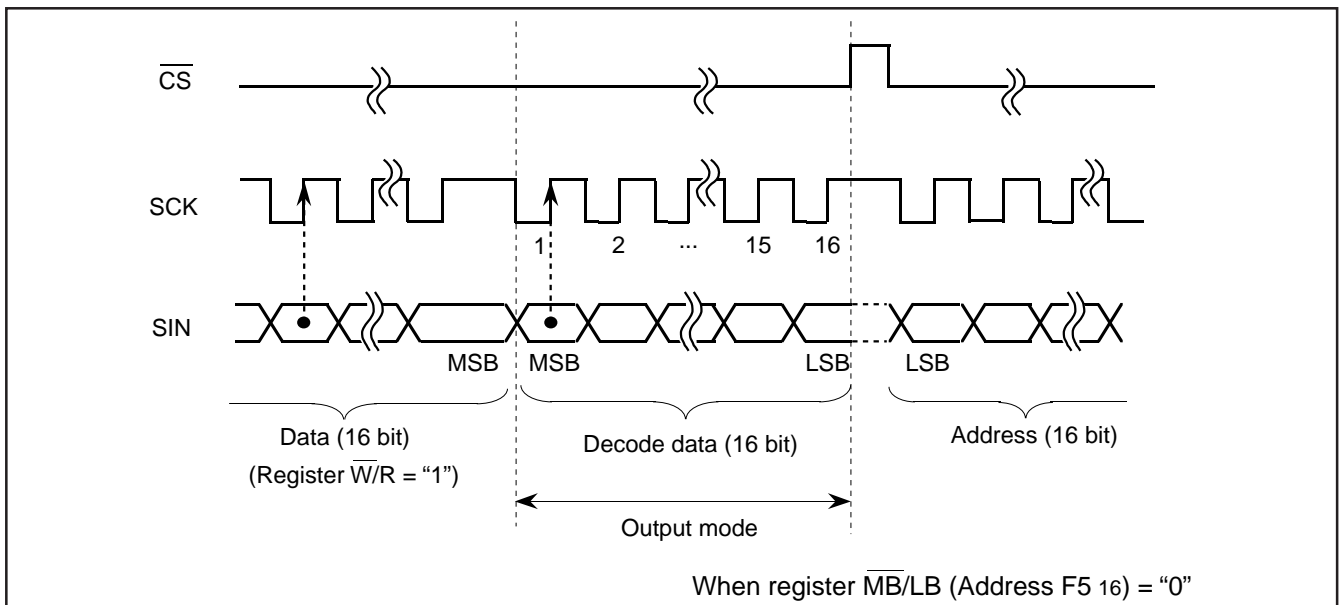 CS
SCK
1 2 ... 15 16
SIN
MSB MSB LSB LSB
Data (16 bit)
(Register W/R = “1”)
Decode data (16 bit)
Address (16 bit)
Output mode
When register MB/LB (Address F5 16) = “0”